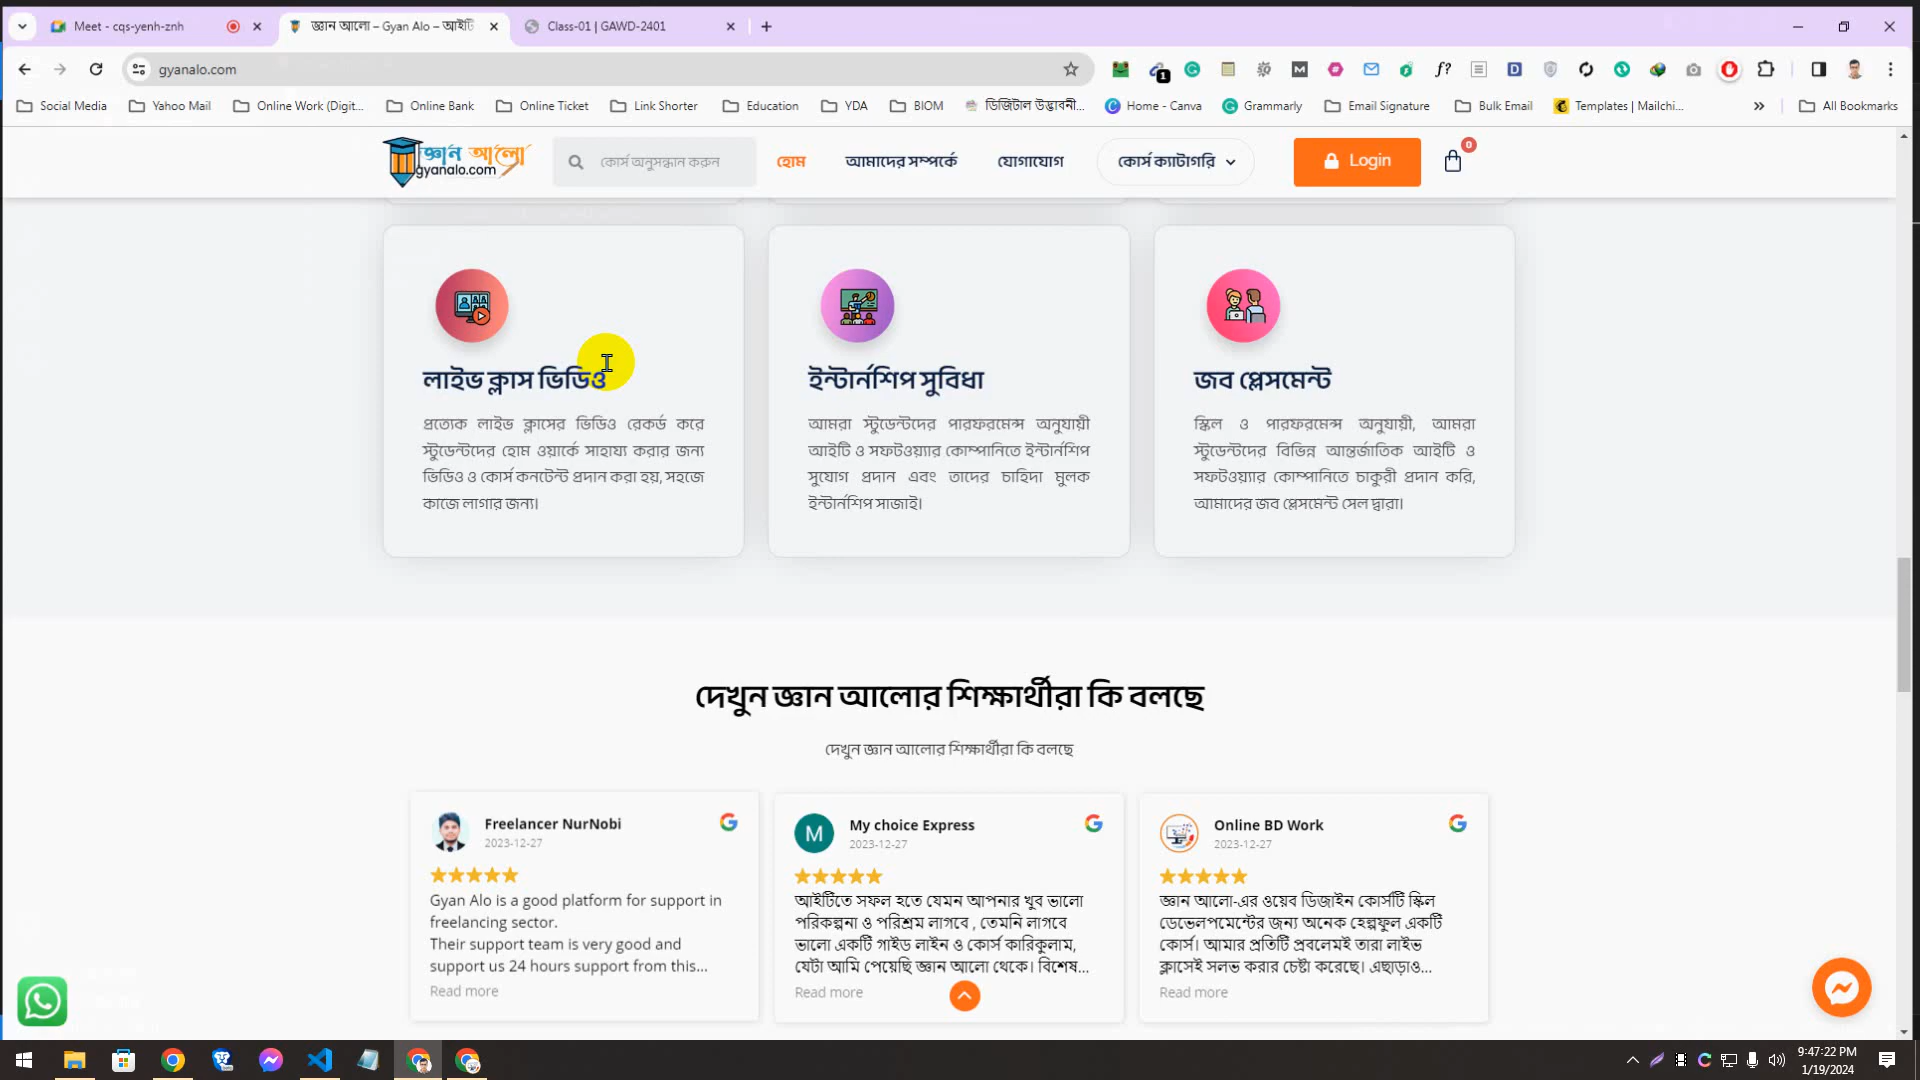 Meet - cqs-yenh-znh
জ্ঞান আলো – Gyan Alo – আইটি
Class-01 | GAWD-2401
gyanalo.com
1
Social Media
Yahoo Mail
Online Work (Digit...
Online Bank
Online Ticket
Link Shorter
Education
YDA
BIOM
ডিজিটাল উদ্ভাবনী...
Home - Canva
Grammarly
Email Signature
Bulk Email
Templates | Mailchi...
All Bookmarks
জ্ঞান আলো
gyanalo.com
কোর্স অনুসন্ধান করুন
হোম
আমাদের সম্পর্কে
যোগাযোগ
কোর্স ক্যাটাগরি
Login
0
লাইভ ক্লাস ভিডিও
প্রত্যেক লাইভ ক্লাসের ভিডিও রেকর্ড করে
স্টুডেন্টদের হোম ওয়ার্কে সাহায্য করার জন্য
ভিডিও ও কোর্স কনটেন্ট প্রদান করা হয়, সহজে
কাজে লাগার জন্য।
ইন্টার্নশিপ সুবিধা
আমরা স্টুডেন্টদের পারফরমেন্স অনুযায়ী
আইটি ও সফটওয়্যার কোম্পানিতে ইন্টার্নশিপ
সুযোগ প্রদান এবং তাদের চাহিদা মুলক
ইন্টার্নশিপ সাজাই।
জব প্লেসমেন্ট
স্কিল ও পারফরমেন্স অনুযায়ী, আমরা
স্টুডেন্টদের বিভিন্ন আন্তর্জাতিক আইটি ও
সফটওয়্যার কোম্পানিতে চাকুরী প্রদান করি,
আমাদের জব প্লেসমেন্ট সেল দ্বারা।
দেখুন জ্ঞান আলোর শিক্ষার্থীরা কি বলছে
দেখুন জ্ঞান আলোর শিক্ষার্থীরা কি বলছে
Freelancer NurNobi
2023-12-27
Gyan Alo is a good platform for support in
freelancing sector.
Their support team is very good and
support us 24 hours support from this...
Read more
M
My choice Express
2023-12-27
আইটিতে সফল হতে যেমন আপনার খুব ভালো
পরিকল্পনা ও পরিশ্রম লাগবে , তেমনি লাগবে
ভালো একটি গাইড লাইন ও কোর্স কারিকুলাম,
যেটা আমি পেয়েছি জ্ঞান আলো থেকে। বিশেষ...
Read more
Online BD Work
2023-12-27
জ্ঞান আলো-এর ওয়েব ডিজাইন কোর্সটি স্কিল
ডেভেলপমেন্টের জন্য অনেক হেল্পফুল একটি
কোর্স। আমার প্রতিটি প্রবলেমই তারা লাইভ
ক্লাসেই সলভ করার চেষ্টা করেছে। এছাড়াও...
Read more
9:47:22 PM
1/19/2024